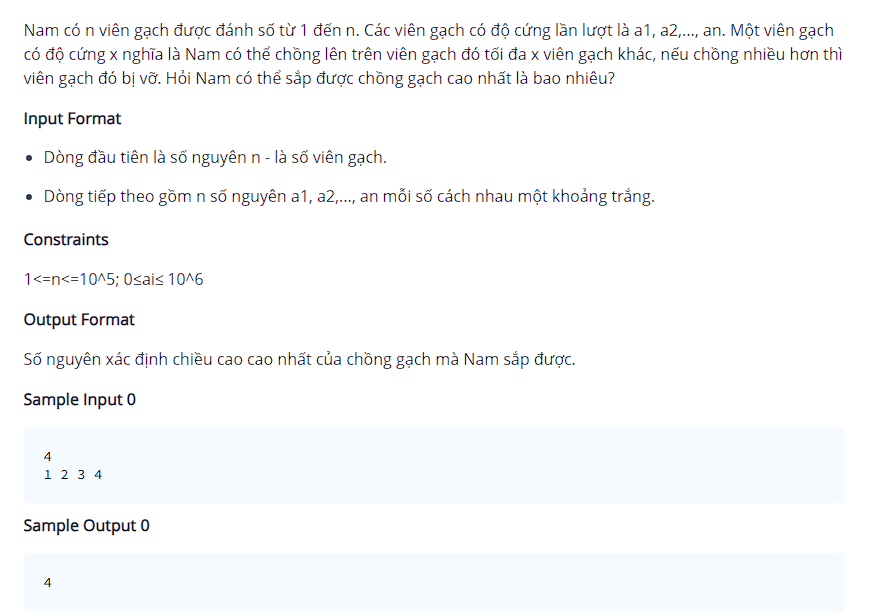 Nam có n viên gạch được đánh số từ 1 đến n. Các viên gạch có độ cứng lần lượt là a1, a2,..., an. Một viên gạch
có độ cứng x nghĩa là Nam có thể chồng lên trên viên gạch đó tối đa x viên gạch khác, nếu chồng nhiều hơn thì
viên gạch đó bị vỡ. Hỏi Nam có thể sắp được chồng gạch cao nhất là bao nhiêu?
Input Format
• Dòng đầu tiên là số nguyên n - là số viên gạch.
• Dòng tiếp theo gồm n số nguyên a1, a2,..., an mỗi số cách nhau một khoảng trắng.
Constraints
1<=n<=10^5; 0≤ai≤ 10^6
Output Format
Số nguyên xác định chiều cao cao nhất của chồng gạch mà Nam sắp được.
Sample Input 0
4
1 2 3 4
Sample Output 0
4